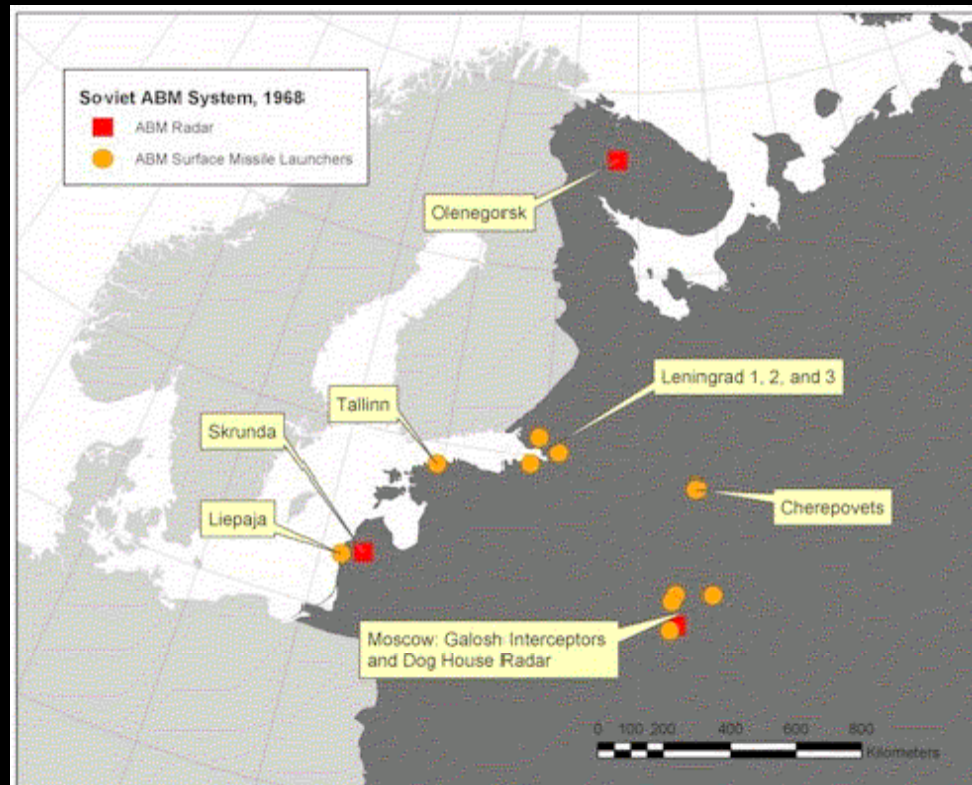 Soviet ABM System, 1968
ABM Radar
ABM Surface Missile Launchers
Olenegorsk
Leningrad 1, 2, and 3
Tallinn
Skrunda
Cherepovets
Liepaja
Moscow: Galosh Interceptors
and Dog House Radar
0 100 200 400 600 800
Kilometers